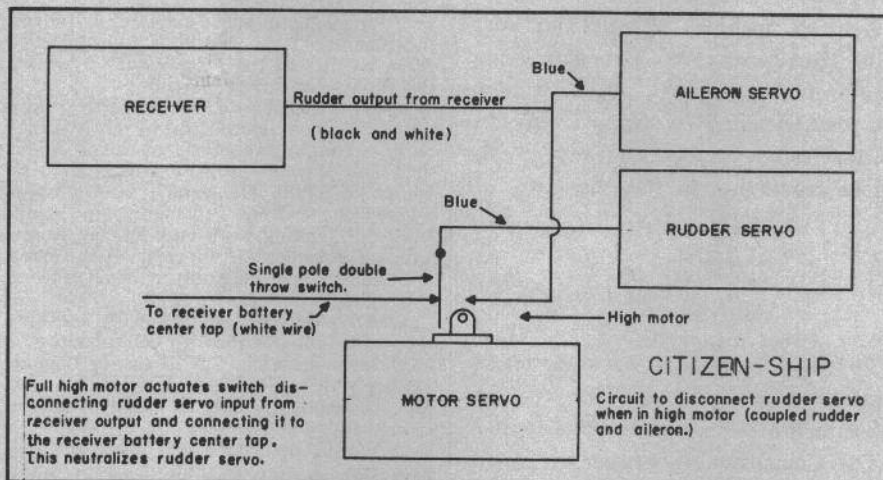 RECEIVER
Rudder output from receiver
(black and white)
Blue
AILERON SERVO
Blue
RUDDER SERVO
Single pole double
throw switch.
To receiver battery
center tap (white wire)
High motor
MOTOR SERVO
Full high motor actuates switch dis-
connecting rudder servo input from
receiver output and connecting it to
the receiver battery center tap.
This neutralizes rudder servo.
CITIZEN-SHIP
Circuit to disconnect rudder servo
when in high motor (coupled rudder
and aileron.)